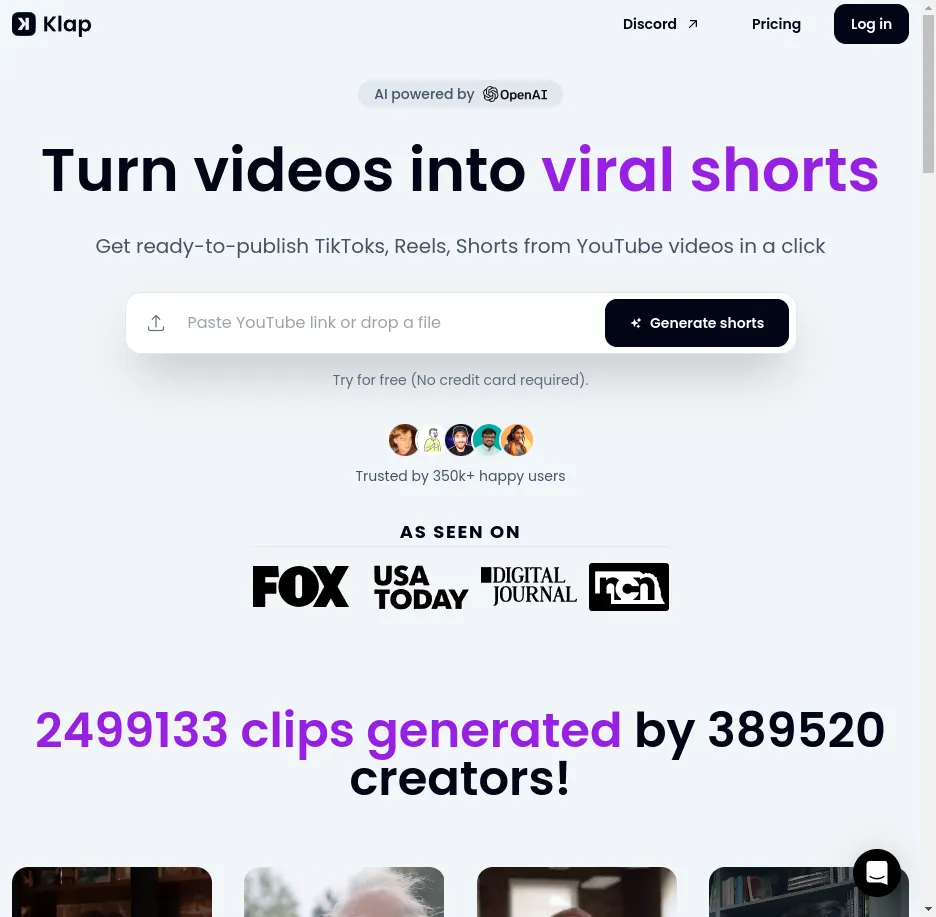 Klap
Discord
Pricing
Log in
AI powered by OpenAI
Turn videos into viral shorts
Get ready-to-publish TikToks, Reels, Shorts from YouTube videos in a click
Paste YouTube link or drop a file
Generate shorts
Try for free (No credit card required).
Trusted by 350k+ happy users
AS SEEN ON
FOX
USA
TODAY
DIGITAL
JOURNAL
ncn
2499133 clips generated by 389520
creators!